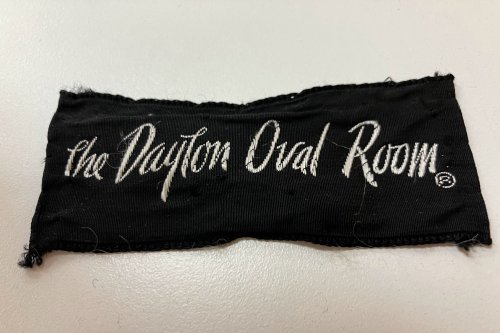 The Dayton Oval Room®